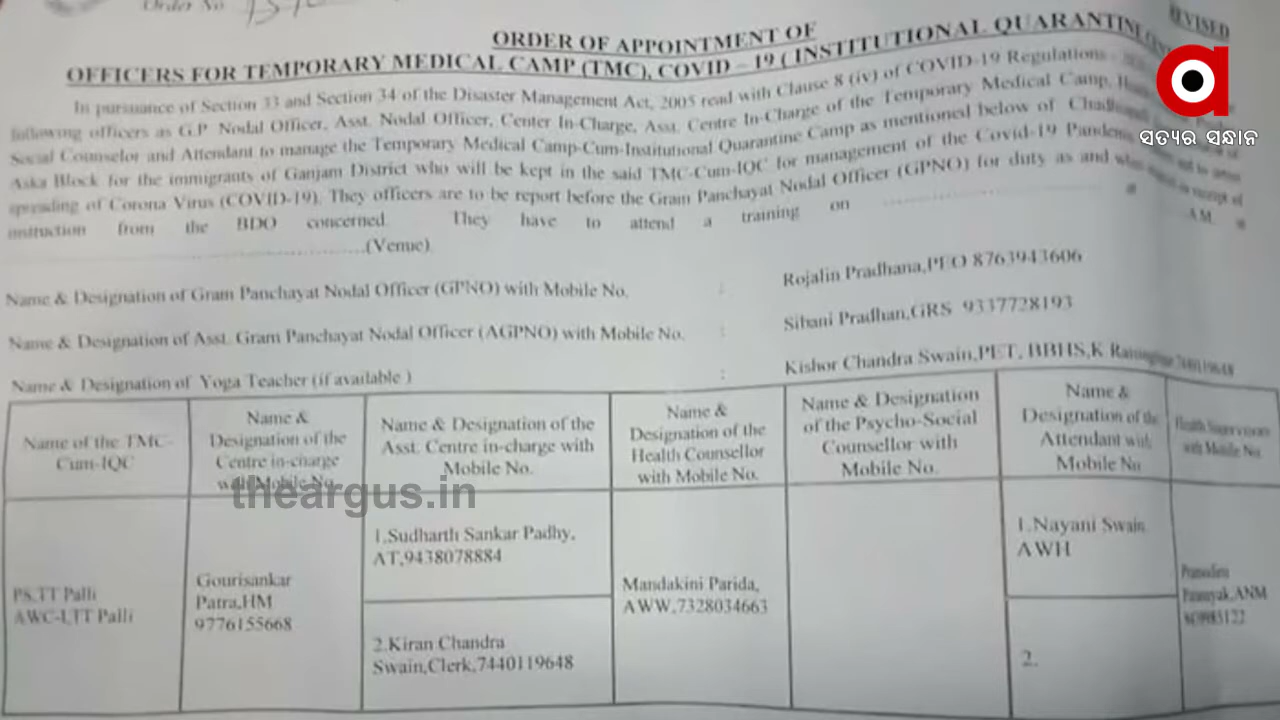 Order No
REVISED
ORDER OF APPOINTMENT OF
OFFICERS FOR TEMPORARY MEDICAL CAMP (TMC), COVID – 19 ( INSTITUTIONAL QUARANTINE
In pursuance of Section 33 and Section 34 of the Disaster Management Act, 2005 read with Clause 8 (iv) of COVID-19 Regulations
following officers as G.P Nodal Officer, Asst. Nodal Officer, Center In-Charge, Asst. Centre In-Charge of the Temporary Medical Camp,
Social Counselor and Attendant to manage the Temporary Medical Camp-Cum-Institutional Quarantine Camp as mentioned below of
Aska Block for the immigrants of Ganjam District who will be kept in the said TMC-Cum-IQC for management of the Covid-19
spreading of Corona Virus (COVID-19). They officers are to be report before the Gram Panchayat Nodal Officer (GPNO) for duty as and
instruction from the BDO concerned. They have to attend a training on .................................... at ............ A.M. at
....................................(Venue).
Name & Designation of Gram Panchayat Nodal Officer (GPNO) with Mobile No. : Rojalin Pradhana,PEO 8763943606
Name & Designation of Asst. Gram Panchayat Nodal Officer (AGPNO) with Mobile No. : Sibani Pradhan,GRS 9337728193
Name & Designation of Yoga Teacher (if available ) : Kishor Chandra Swain,PET, BBHS,K
Name of the TMC-
Cum-IQC
Name &
Designation of the
Centre in-charge
with Mobile No.
Name & Designation of the
Asst. Centre in-charge with
Mobile No.
Name &
Designation of the
Health Counsellor
with Mobile No.
Name & Designation
of the Psycho-Social
Counsellor with
Mobile No.
Name &
Designation of the
Attendant with
Mobile No
Health Supervisors
with Mobile No.
PS,TT Palli
AWC-I,TT Palli
Gourisankar
Patra,HM
9776155668
1.Sudharth Sankar Padhy,
AT,9438078884
2.Kiran Chandra
Swain,Clerk,7440119648
Mandakini Parida,
AWW,7328034663
1.Nayani Swain
AWH
2.
ANM
theargus.in
a
ସତ୍ୟର ସନ୍ଧାନ